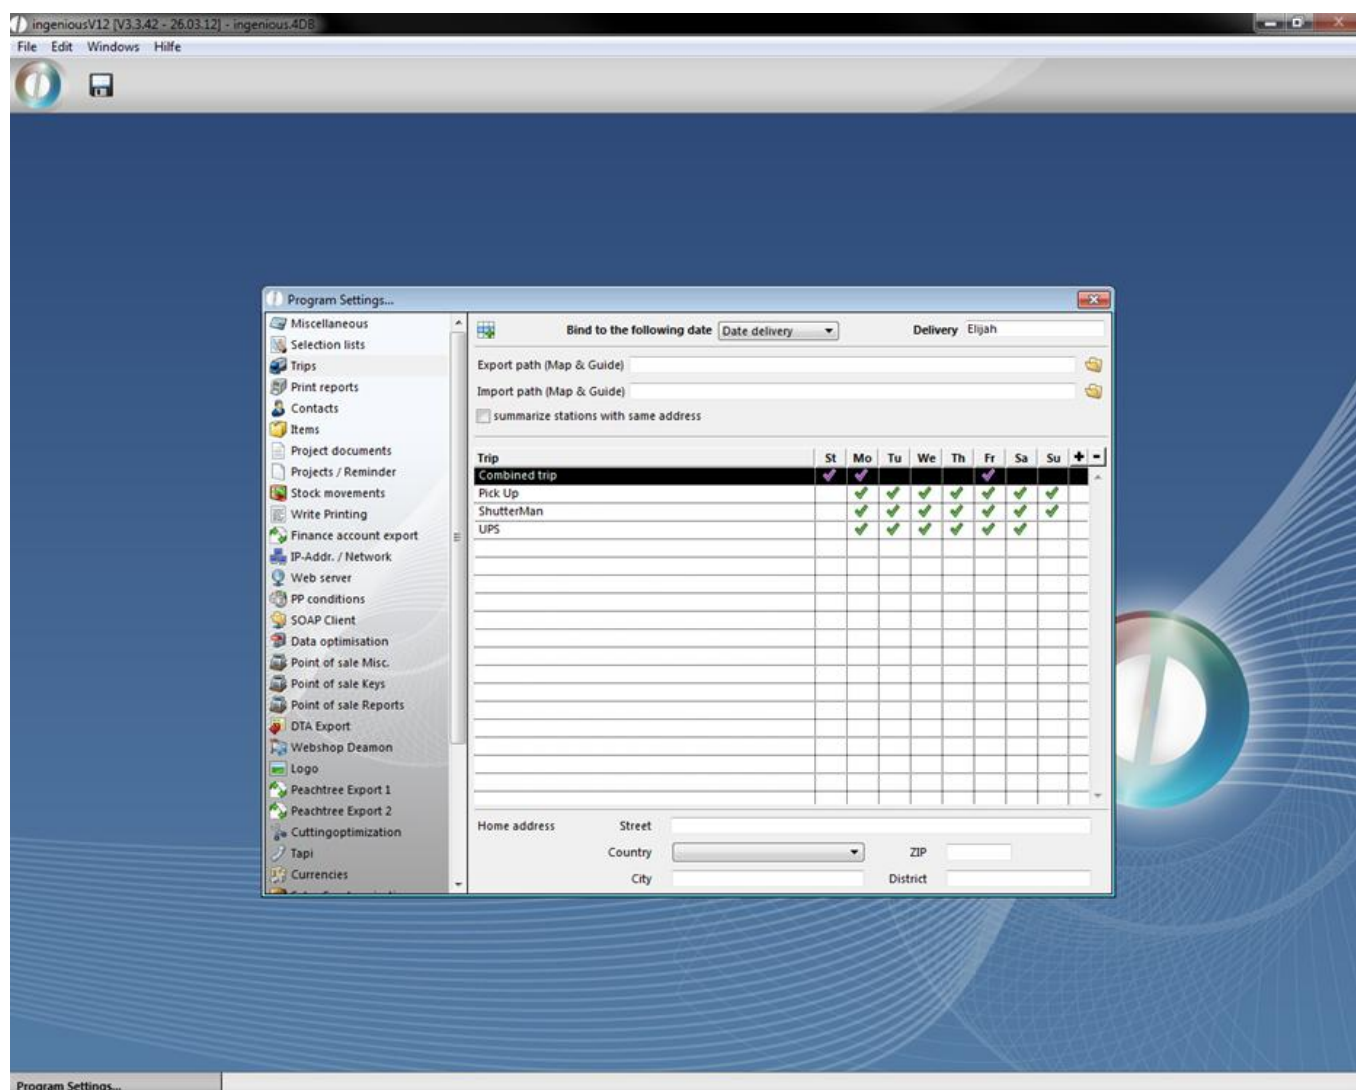 ingeniousV12 [V3.3.42 - 26.03.12] - ingenious.4DB
File Edit Windows Hilfe
Program Settings...
Miscellaneous
Selection lists
Trips
Print reports
Contacts
Items
Project documents
Projects / Reminder
Stock movements
Write Printing
Finance account export
IP-Addr. / Network
Web server
PP conditions
SOAP Client
Data optimisation
Point of sale Misc.
Point of sale Keys
Point of sale Reports
DTA Export
Webshop Deamon
Logo
Peachtree Export 1
Peachtree Export 2
Cuttingoptimization
Tapi
Currencies
Bind to the following date Date delivery Delivery Elijah
Export path (Map & Guide)
Import path (Map & Guide)
summarize stations with same address
Trip St Mo Tu We Th Fr Sa Su + -
Combined trip
Pick Up
ShutterMan
UPS
Home address Street
Country ZIP
City District
Program Settings...